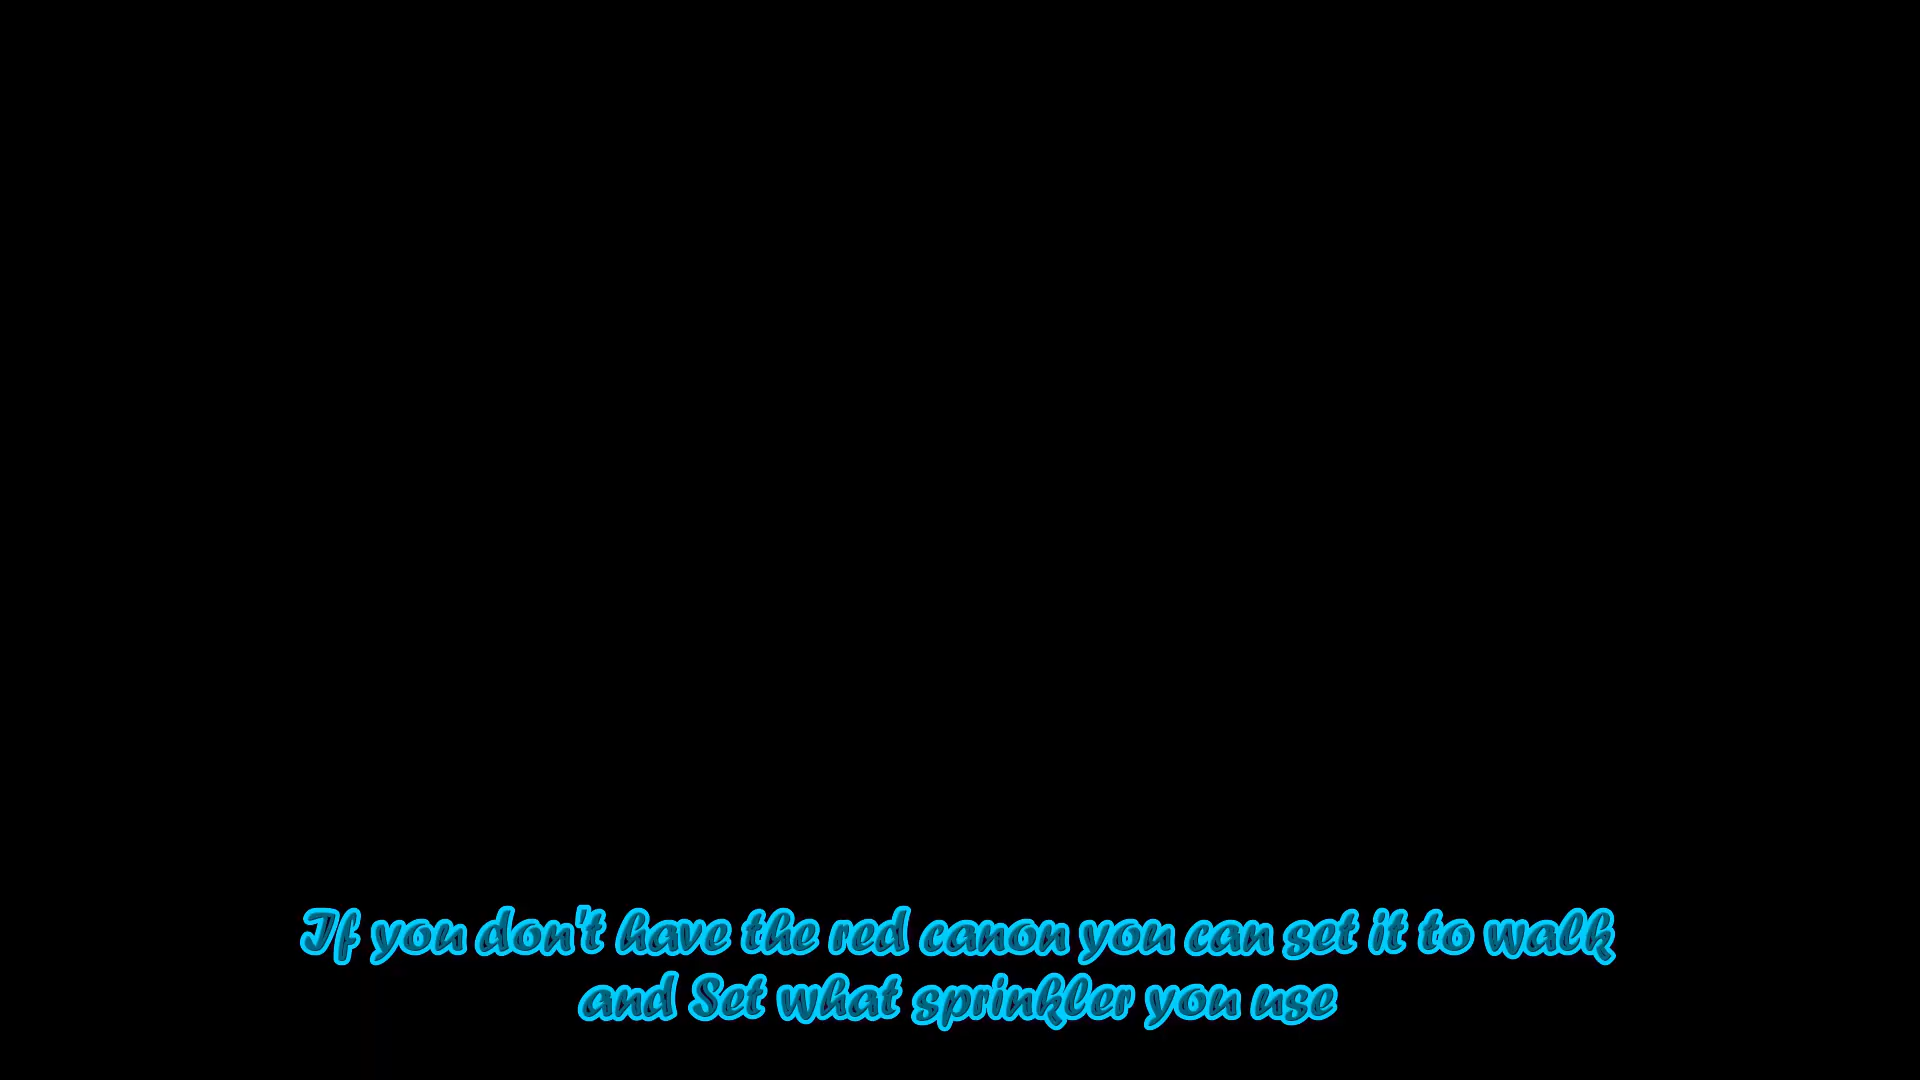 If you don't have the red canon you can set it to walk
and Set what sprinkler you use